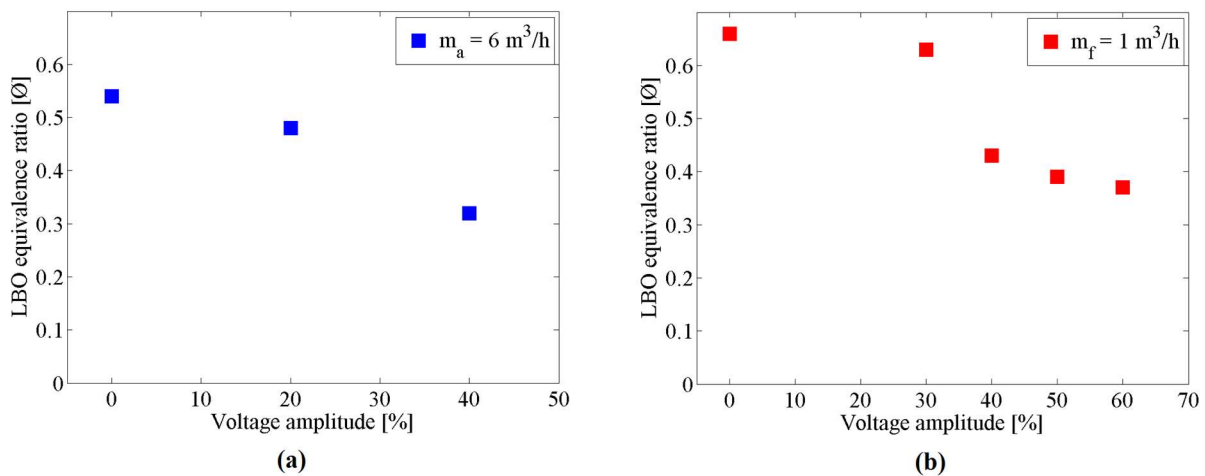 m_a = 6 m^3/h
LBO equivalence ratio [Ø]
0.6
0.5
0.4
0.3
0.2
0.1
0
0 10 20 30 40 50
Voltage amplitude [%]
(a)
m_f = 1 m^3/h
LBO equivalence ratio [Ø]
0.6
0.5
0.4
0.3
0.2
0.1
0
0 10 20 30 40 50 60 70
Voltage amplitude [%]
(b)